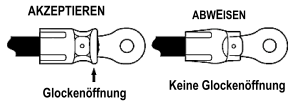 AKZEPTIEREN
ABWEISEN
Glockenöffnung
Keine Glockenöffnung